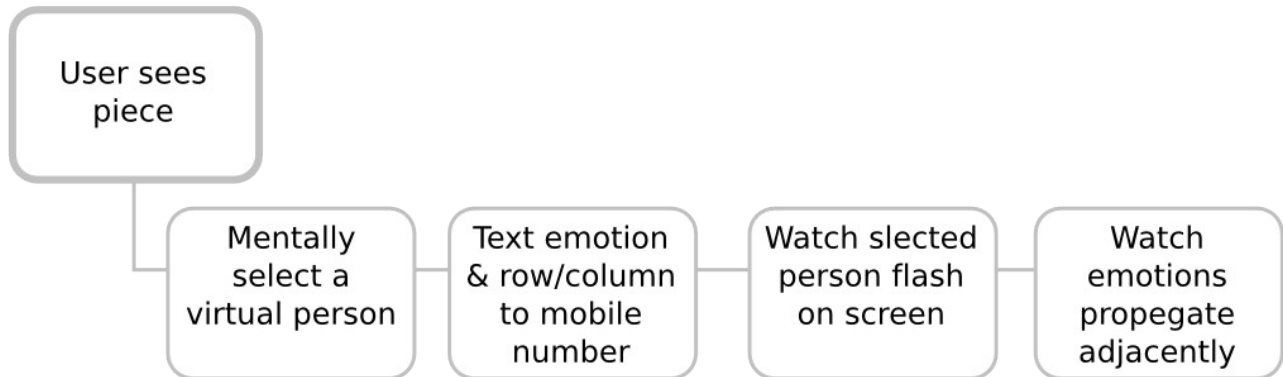 User sees
piece
Mentally
select a
virtual person
Text emotion
& row/column
to mobile
number
Watch slected
person flash
on screen
Watch
emotions
propegate
adjacently